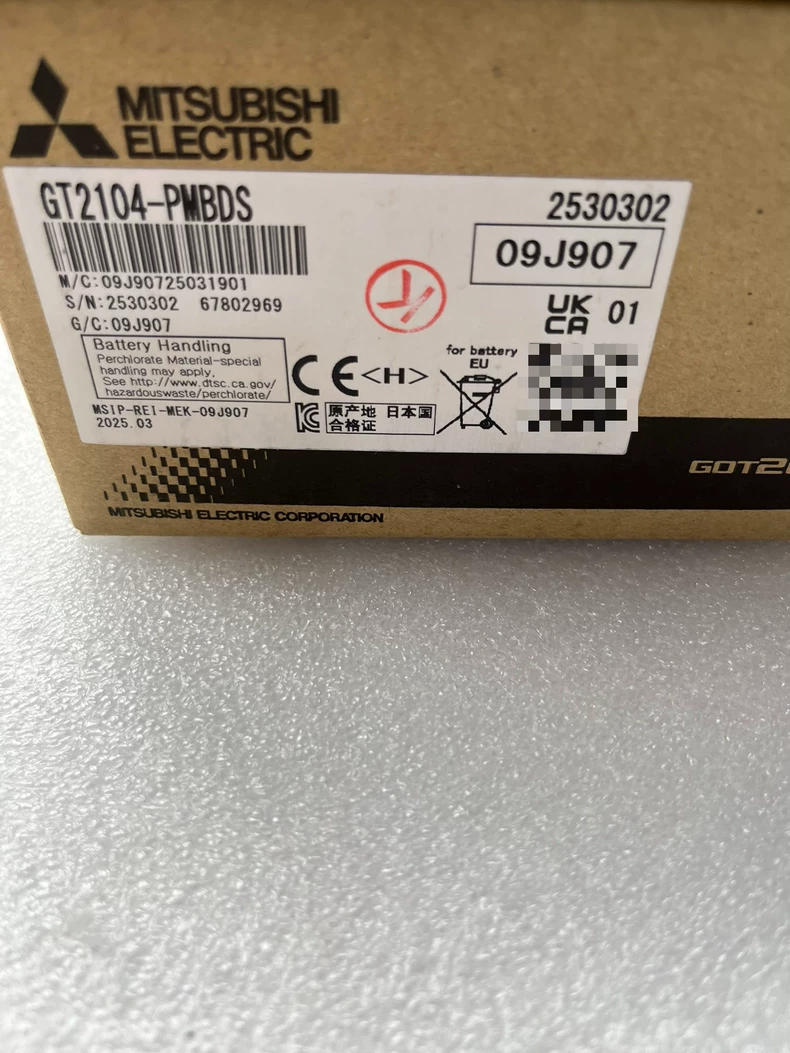 MITSUBISHI
ELECTRIC
GT2104-PMBDS
2530302
09J907
M/C:09J90725031901
S/N:2530302 67802969
G/C:09J907
UK
CA 01
Battery Handling
Perchlorate Material-special
handling may apply,
See http://www.dtsc.ca.gov/
hazardouswaste/perchlorate/
CE <H>
for battery
EU
MSIP-REI-MEK-09J907
2025.03
原产地 日本国
合格证
MITSUBISHI ELECTRIC CORPORATION